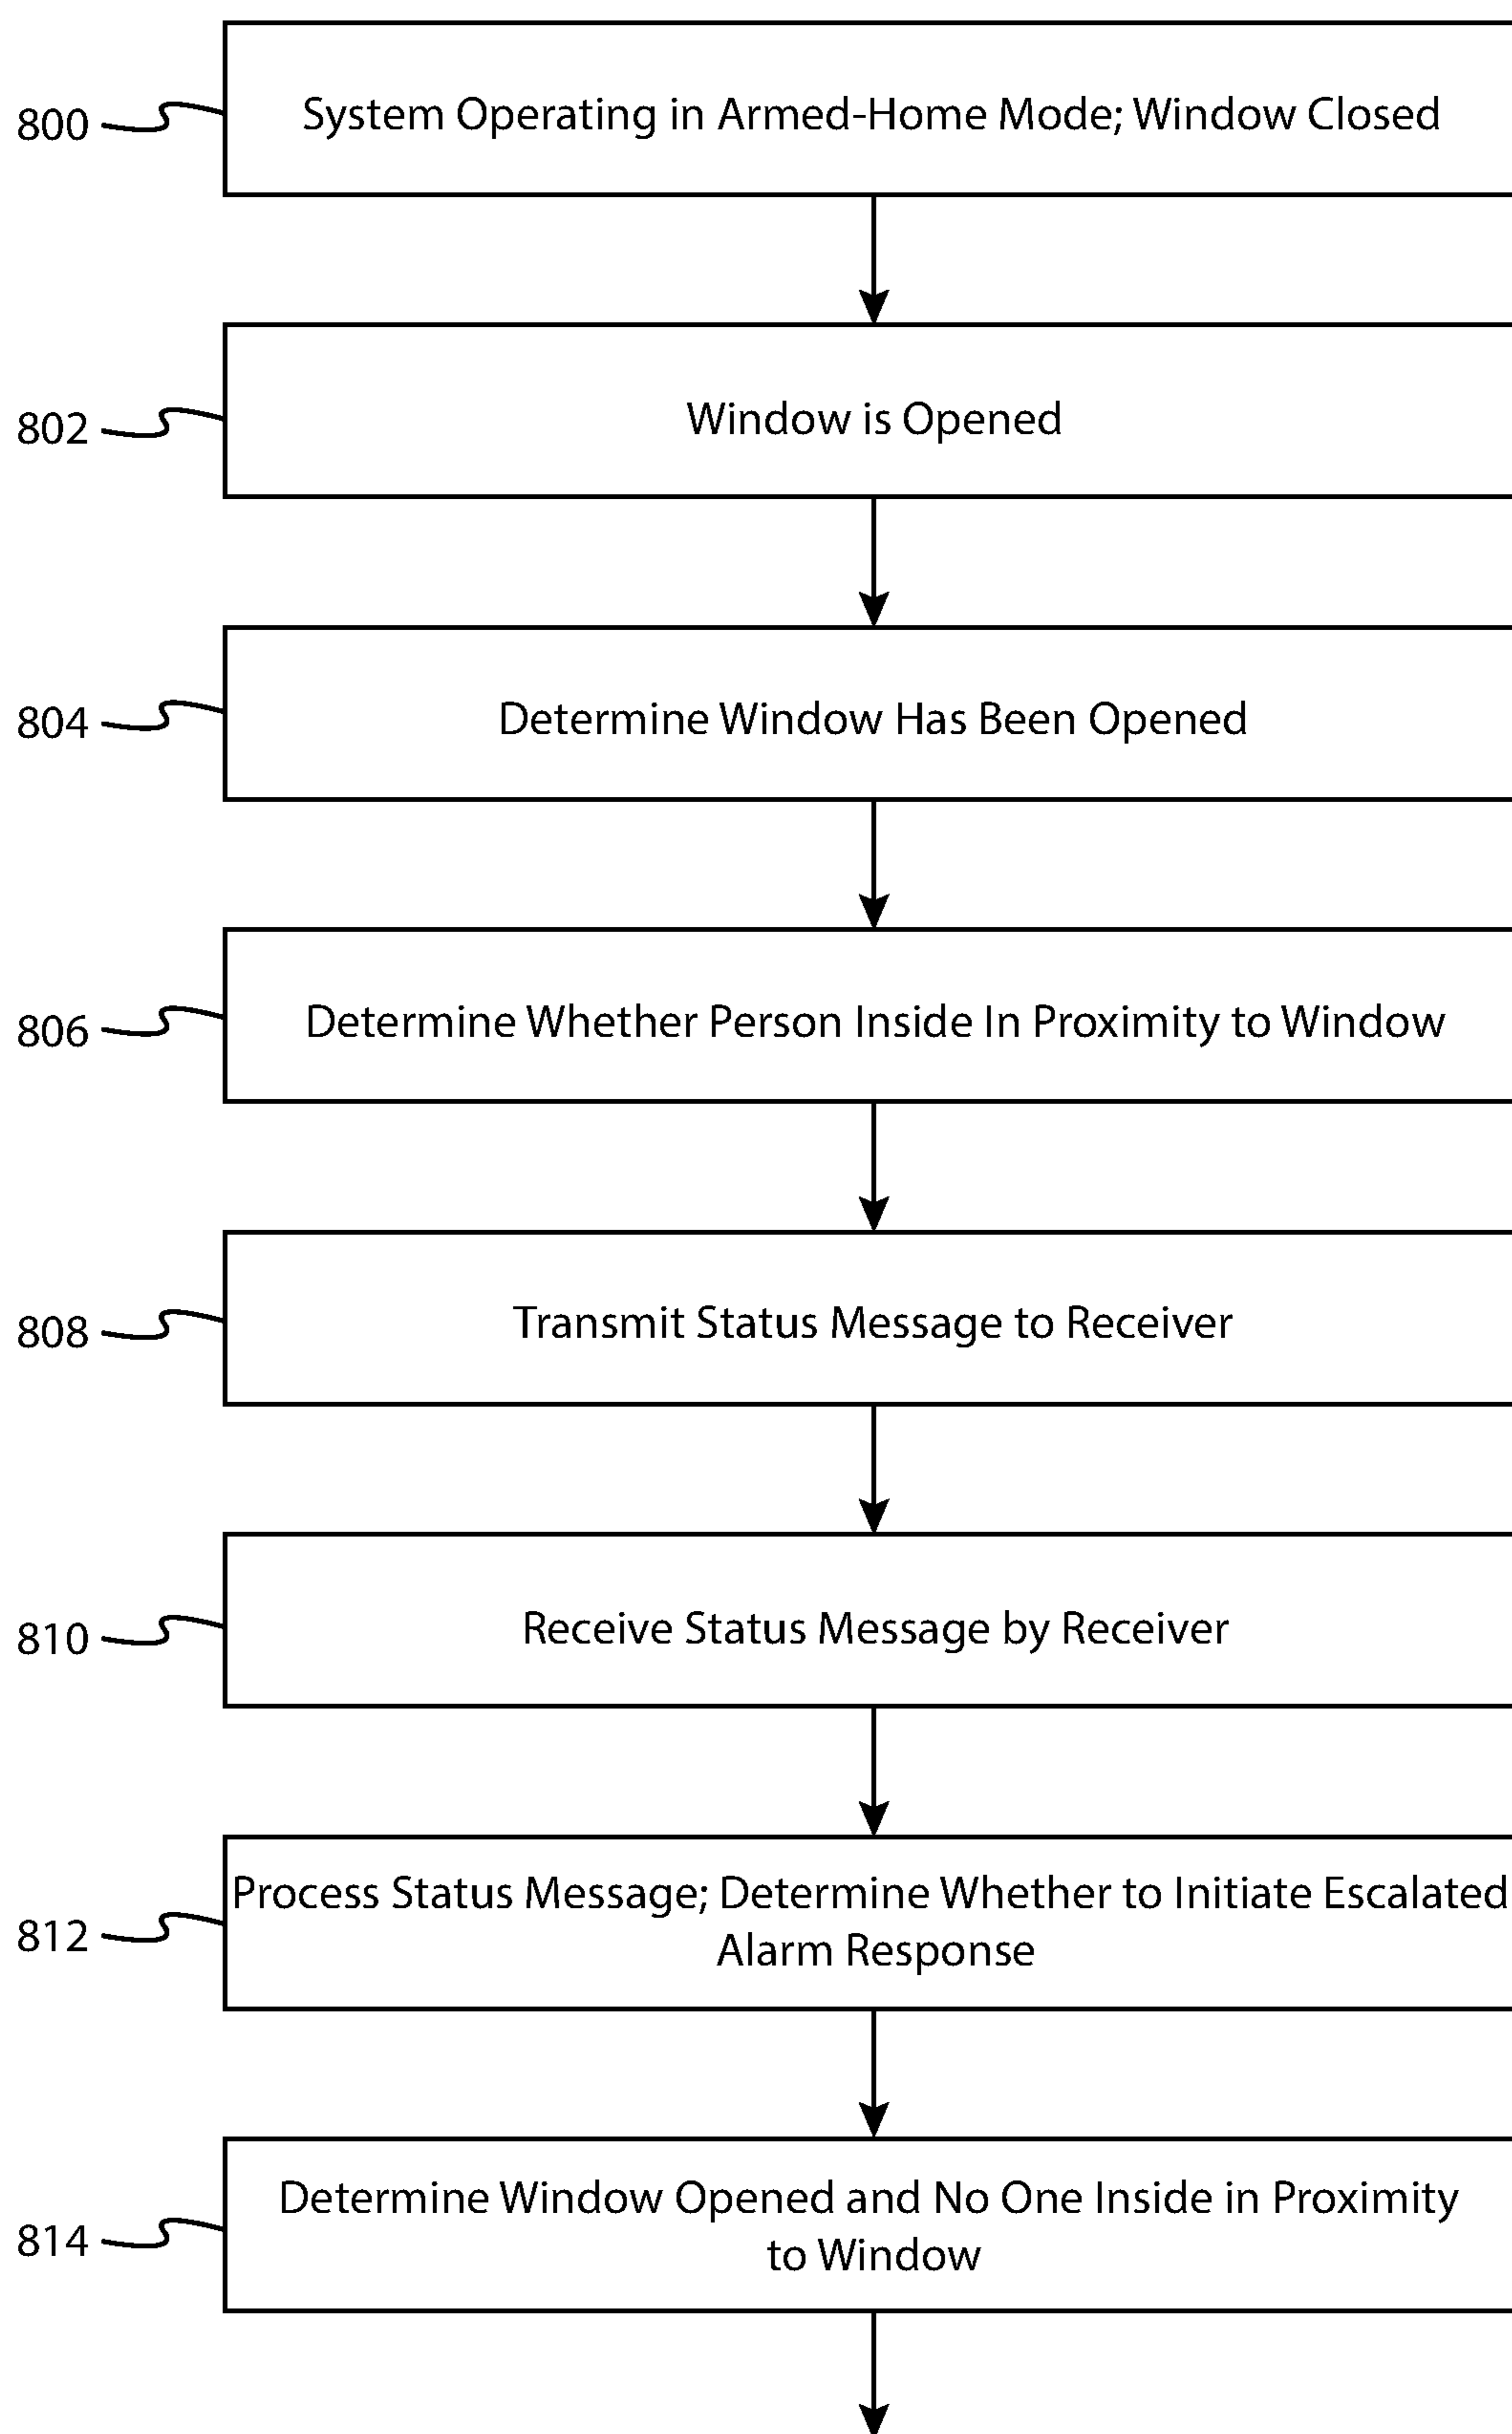 800
System Operating in Armed-Home Mode; Window Closed
802
Window is Opened
804
Determine Window Has Been Opened
806
Determine Whether Person Inside In Proximity to Window
808
Transmit Status Message to Receiver
810
Receive Status Message by Receiver
812
Process Status Message; Determine Whether to Initiate Escalated
Alarm Response
814
Determine Window Opened and No One Inside in Proximity
to Window